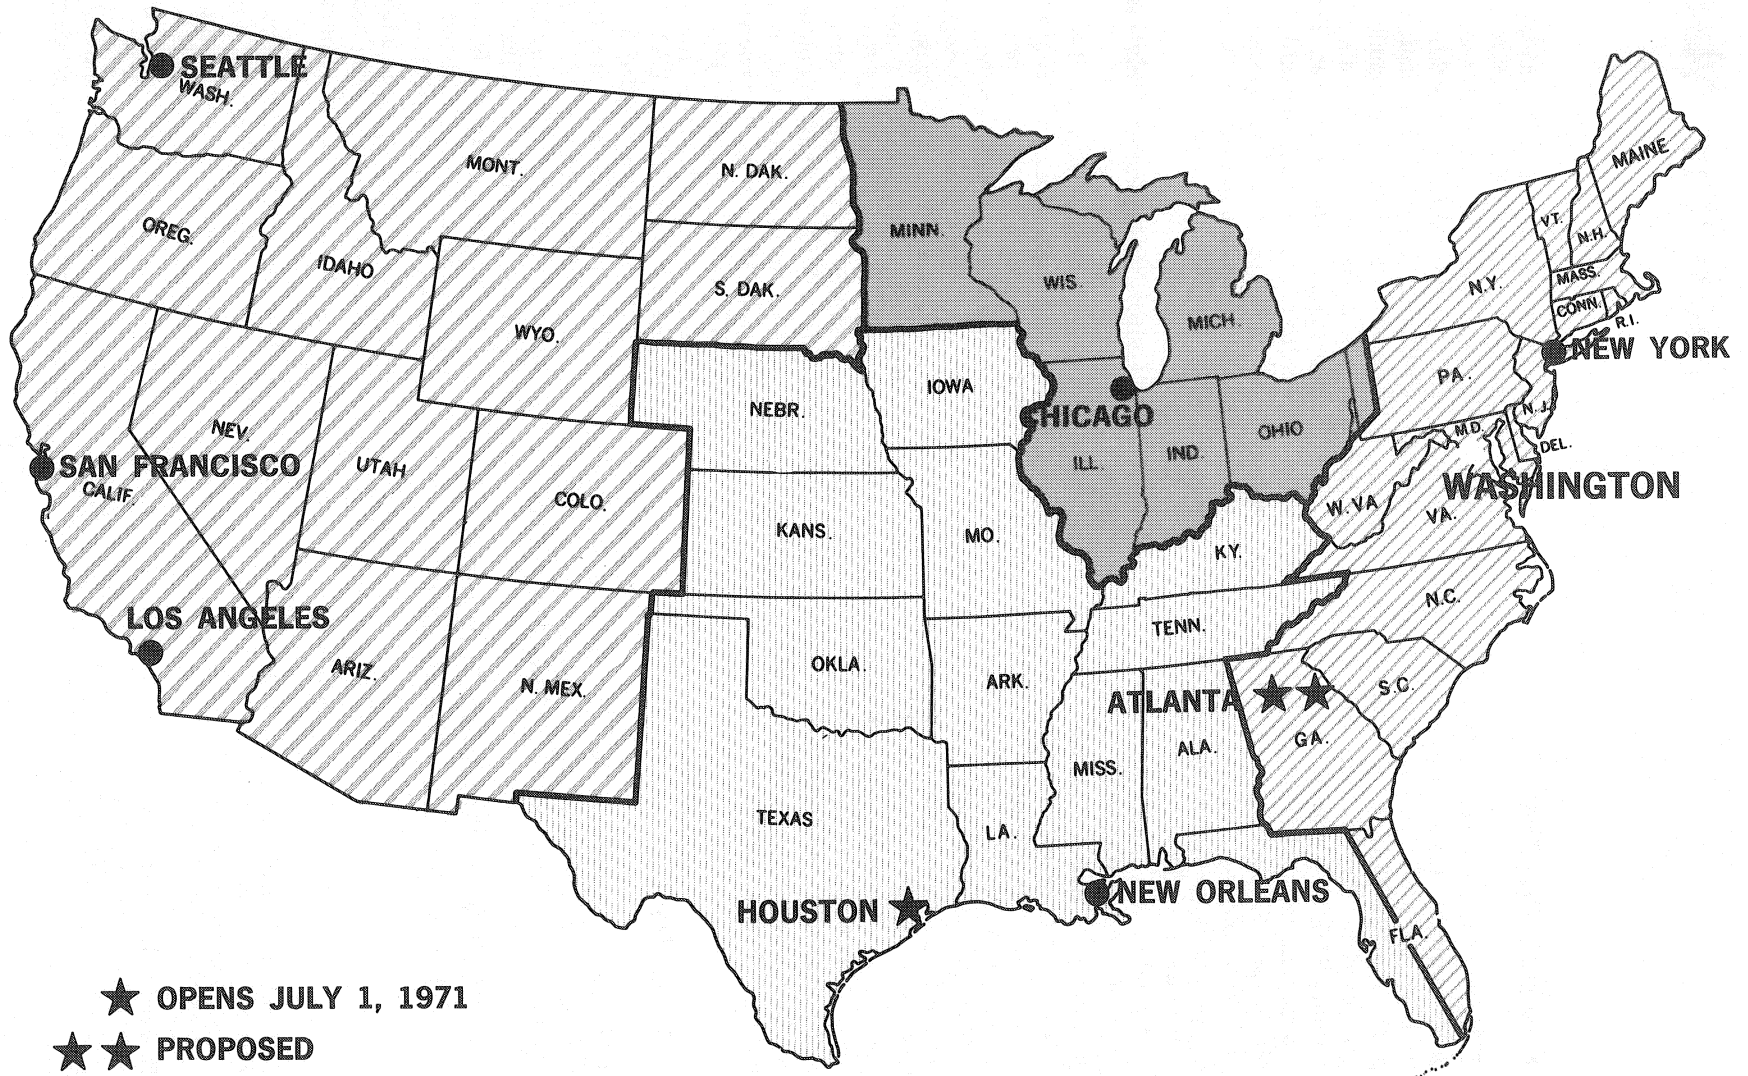 SEATTLE
WASH.
MONT.
N. DAK.
MINN.
MAINE
OREG.
IDAHO
S. DAK.
WIS.
MICH.
N.Y.
VT.
N.H.
MASS.
CONN.
R.I.
WYO.
NEW YORK
NEBR.
IOWA
CHICAGO
ILL.
IND.
OHIO
PA.
N.J.
M.D.
DEL.
WASHINGTON
NEV.
UTAH
COLO.
KANS.
MO.
KY.
W.VA
VA.
SAN FRANCISCO
CALIF.
LOS ANGELES
ARIZ.
N. MEX.
OKLA.
ARK.
TENN.
N.C.
S.C.
ATLANTA
GA.
MISS.
ALA.
TEXAS
LA.
HOUSTON
NEW ORLEANS
FLA.
OPENS JULY 1, 1971
PROPOSED